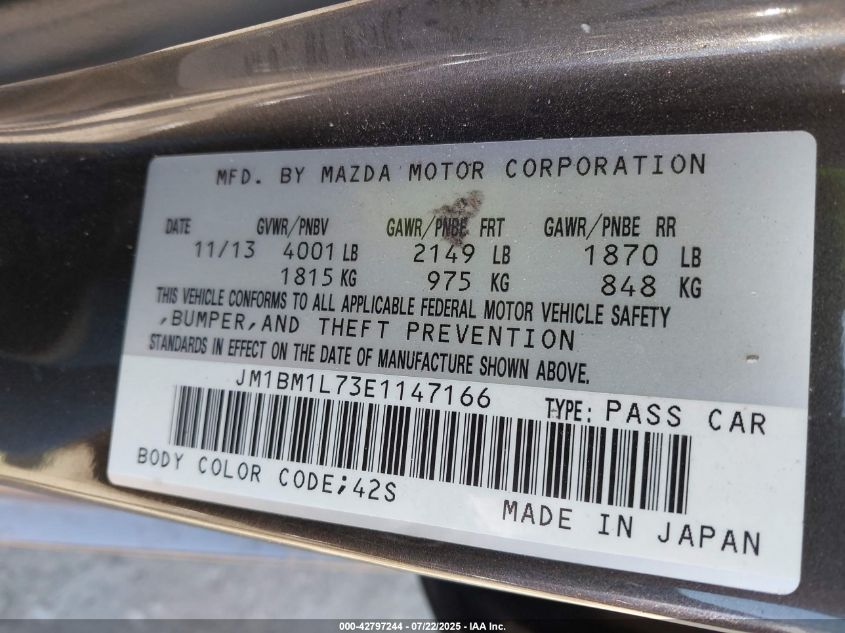 MFD. BY MAZDA MOTOR CORPORATION
DATE GVWR/PNBV GAWR/PNBE FRT GAWR/PNBE RR
11/13 4001 LB 2149 LB 1870 LB
1815 KG 975 KG 848 KG
THIS VEHICLE CONFORMS TO ALL APPLICABLE FEDERAL MOTOR VEHICLE SAFETY
,BUMPER,AND THEFT PREVENTION
STANDARDS IN EFFECT ON THE DATE OF MANUFACTURE SHOWN ABOVE.
JM1BM1L73E1147166 TYPE: PASS CAR
BODY COLOR CODE;42S
MADE IN JAPAN
000-42797244 - 07/22/2025 - IAA Inc.